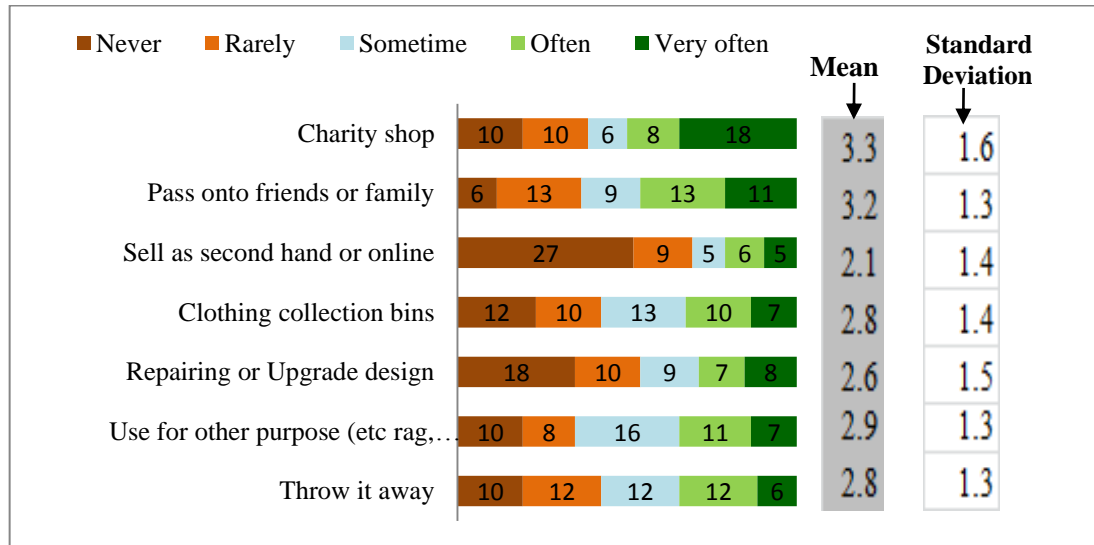 Never Rarely Sometime Often Very often
Mean
Standard
Deviation
Charity shop 10 10 6 8 18 3.3 1.6
Pass onto friends or family 6 13 9 13 11 3.2 1.3
Sell as second hand or online 27 9 5 6 5 2.1 1.4
Clothing collection bins 12 10 13 10 7 2.8 1.4
Repairing or Upgrade design 18 10 9 7 8 2.6 1.5
Use for other purpose (etc rag,… 10 8 16 11 7 2.9 1.3
Throw it away 10 12 12 12 6 2.8 1.3